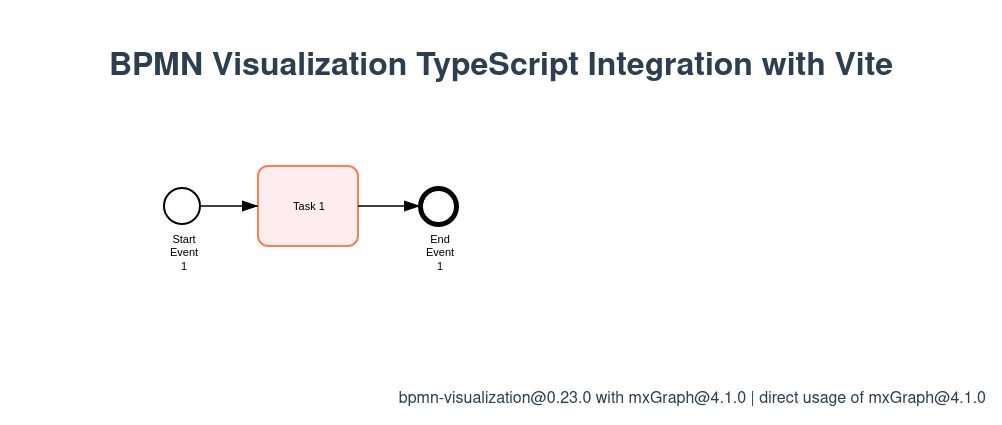 BPMN Visualization TypeScript Integration with Vite
Task 1
Start
Event
1
End
Event
1
bpmn-visualization@0.23.0 with mxGraph@4.1.0 | direct usage of mxGraph@4.1.0